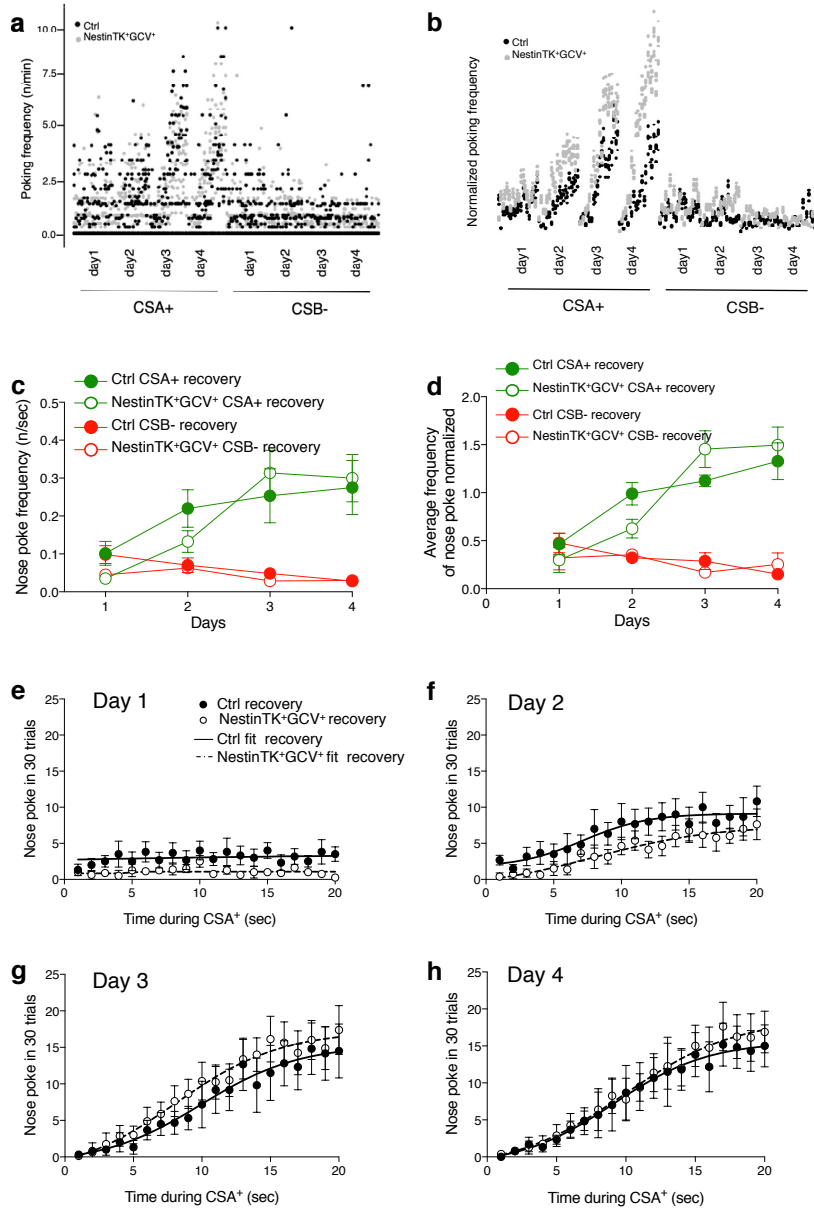 a
Ctrl
NestinTK⁺GCV⁺
Poking frequency (n/min)
10.0
7.5
5.0
2.5
0.0
day1 day2 day3 day4 day1 day2 day3 day4
CSA+ CSB-
b
Ctrl
NestinTK⁺GCV⁺
Normalized poking frequency
day1 day2 day3 day4 day1 day2 day3 day4
CSA+ CSB-
c
Ctrl CSA+ recovery
NestinTK⁺GCV⁺ CSA+ recovery
Ctrl CSB- recovery
NestinTK⁺GCV⁺ CSB- recovery
Nose poke frequency (n/sec)
0.5
0.4
0.3
0.2
0.1
0.0
1 2 3 4
Days
d
Ctrl CSA+ recovery
NestinTK⁺GCV⁺ CSA+ recovery
Ctrl CSB- recovery
NestinTK⁺GCV⁺ CSB- recovery
Average frequency
of nose poke normalized
2.0
1.5
1.0
0.5
0.0
0 1 2 3 4
Days
e
Day 1
Ctrl recovery
NestinTK⁺GCV⁺ recovery
Ctrl fit recovery
NestinTK⁺GCV⁺ fit recovery
Nose poke in 30 trials
25
20
15
10
5
0
0 5 10 15 20
Time during CSA⁺ (sec)
f
Day 2
Nose poke in 30 trials
25
20
15
10
5
0
0 5 10 15 20
Time during CSA⁺ (sec)
g
Day 3
Nose poke in 30 trials
25
20
15
10
5
0
0 5 10 15 20
Time during CSA⁺ (sec)
h
Day 4
Nose poke in 30 trials
25
20
15
10
5
0
0 5 10 15 20
Time during CSA⁺ (sec)